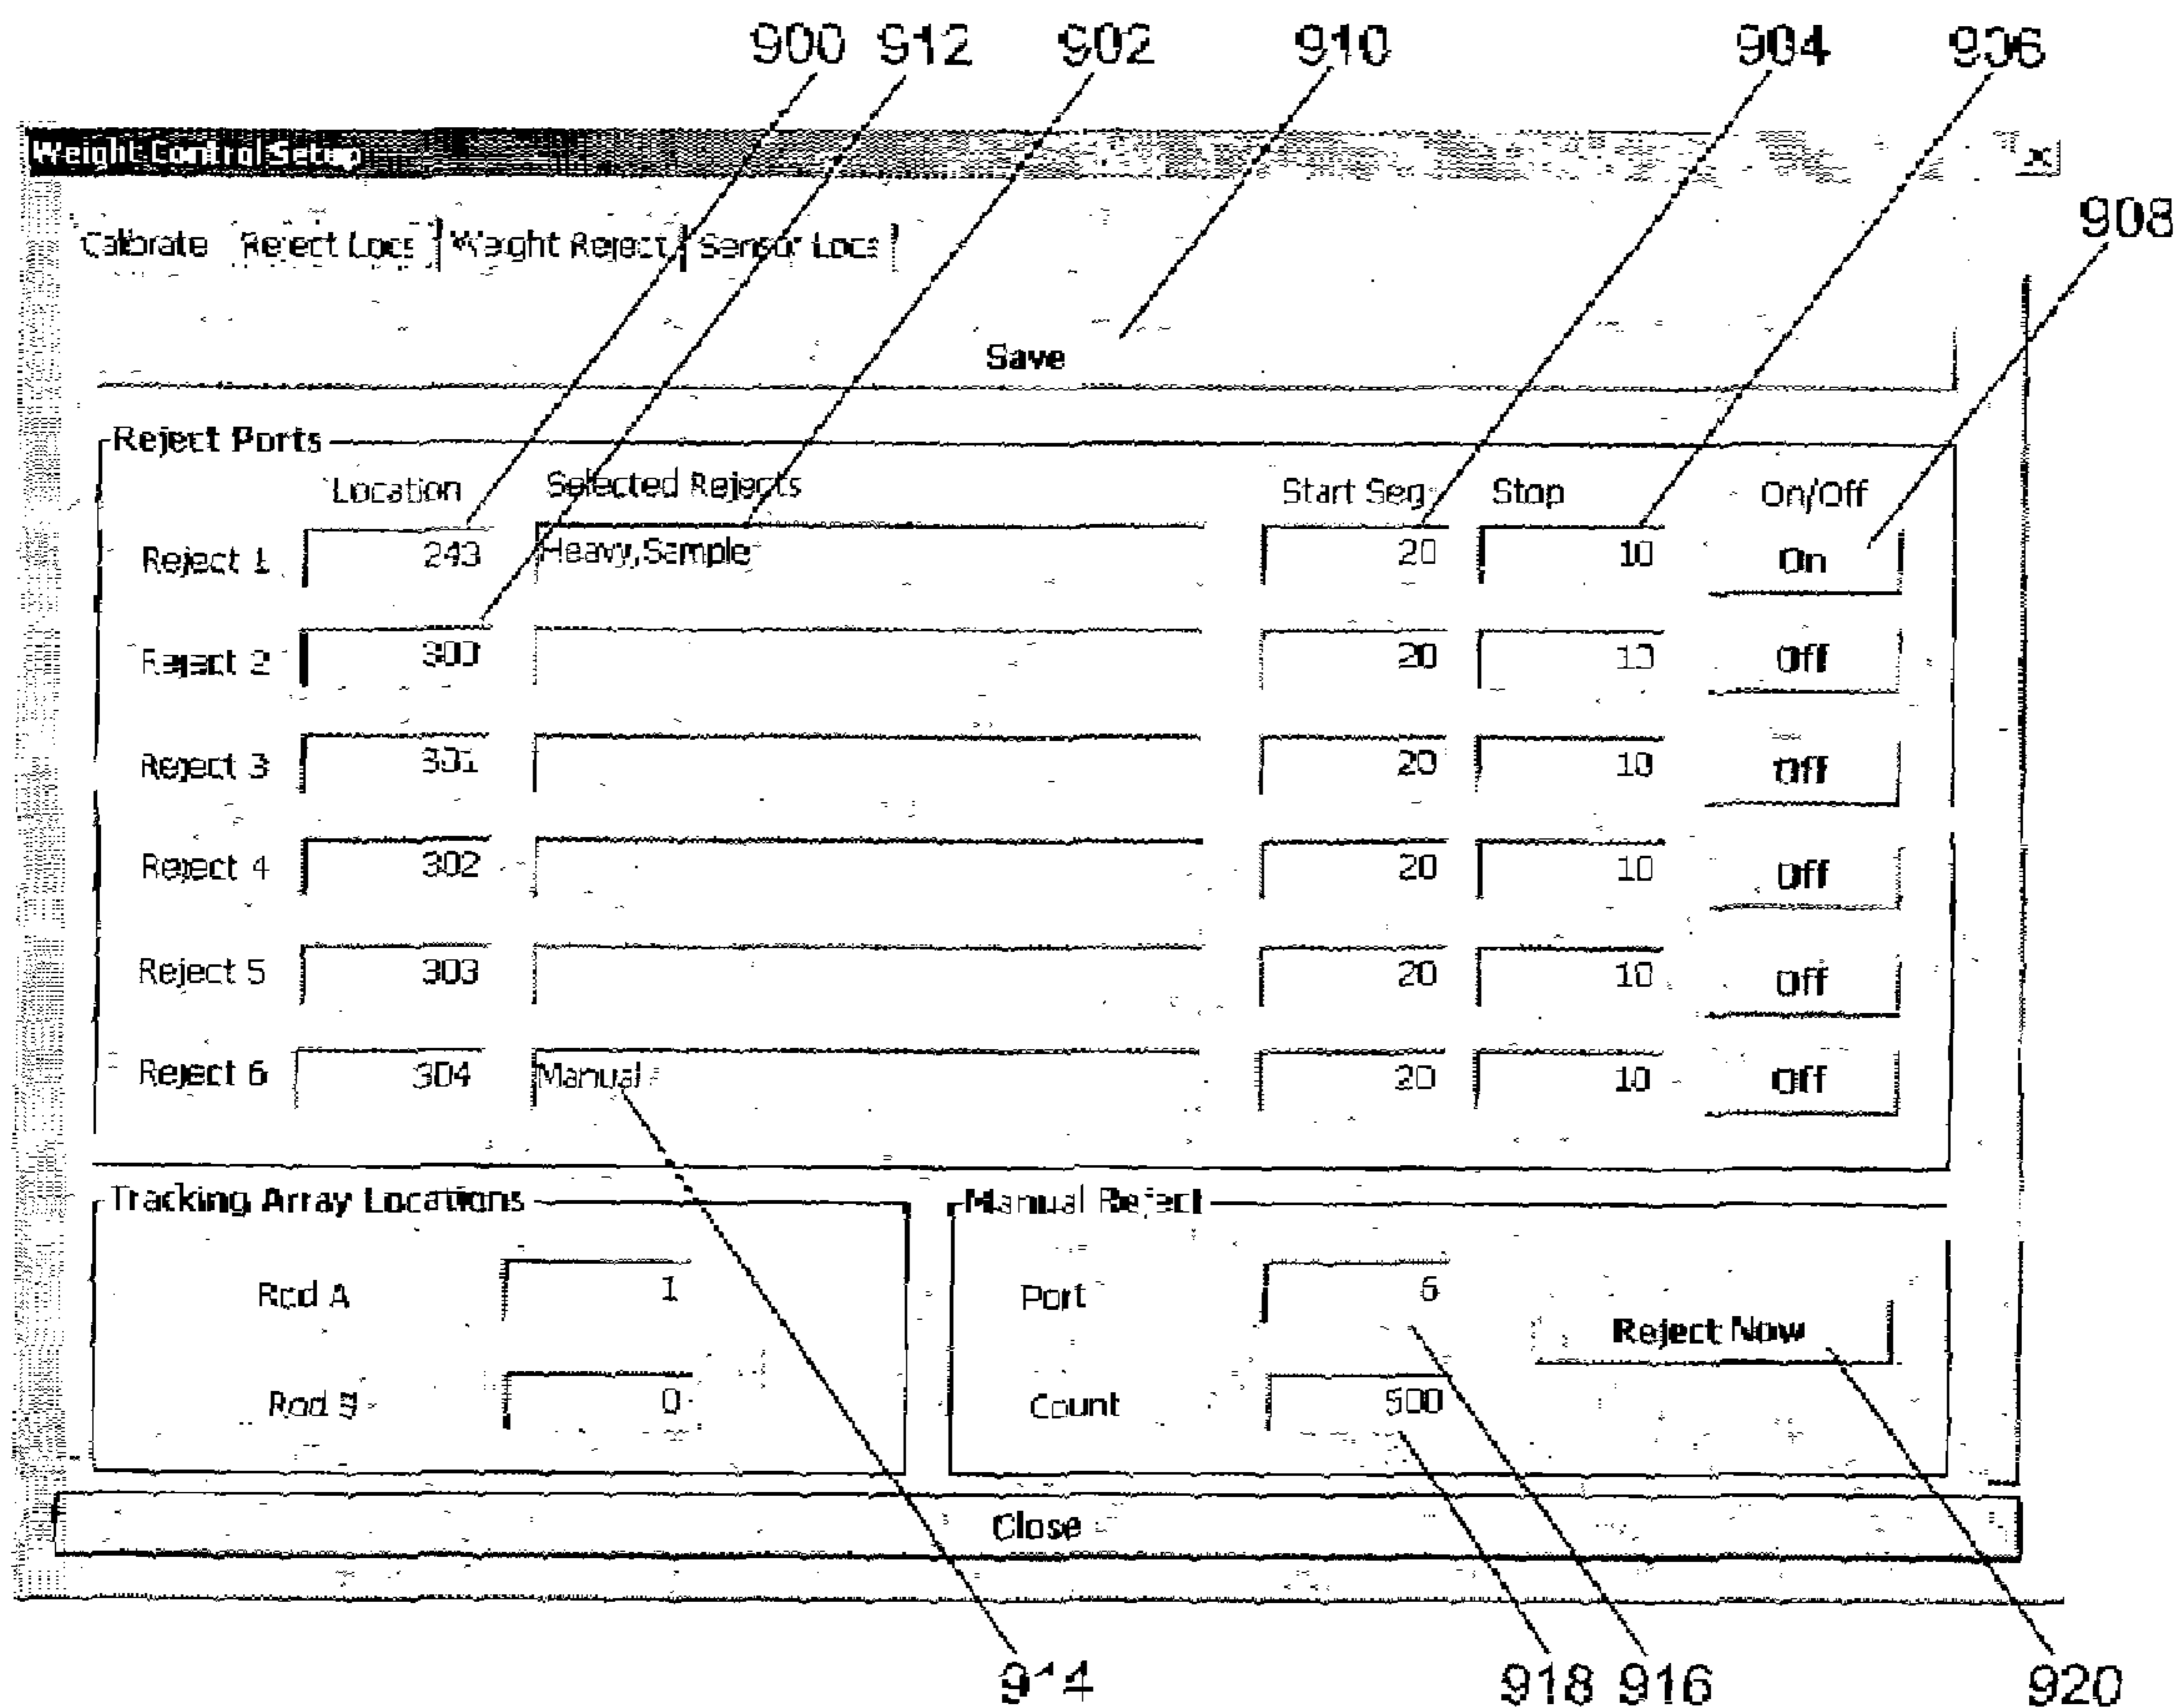 900 912 902 910 904 906
Weight Control Setup
908
Calibrate Reject Locs Weight Reject Sensor Locs
Save
Reject Ports
Location Selected Rejects Start Seg Stop On/Off
Reject 1 243 Heavy,Sample 20 10 On
Reject 2 300 20 10 Off
Reject 3 301 20 10 Off
Reject 4 302 20 10 Off
Reject 5 303 20 10 Off
Reject 6 304 Manual 20 10 Off
Tracking Array Locations Manual Reject
Rod A 1 Port 6
Reject Now
Rod B 0 Count 500
Close
914 918 916 920